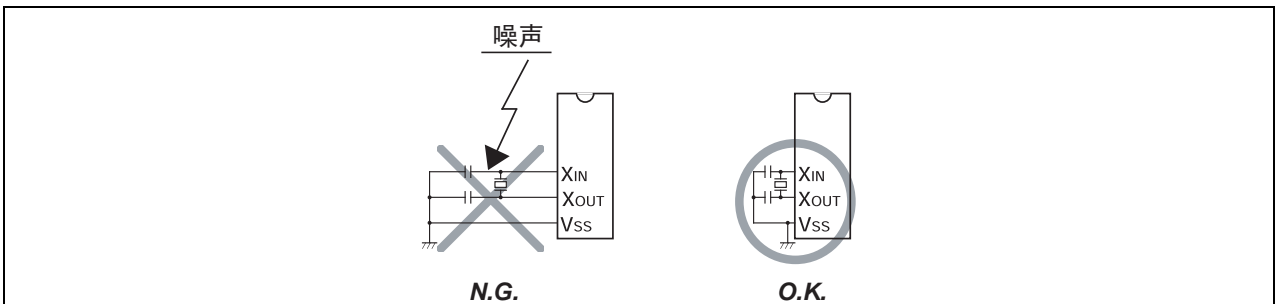 噪声
XIN
XOUT
VSS
XIN
XOUT
VSS
N.G.
O.K.